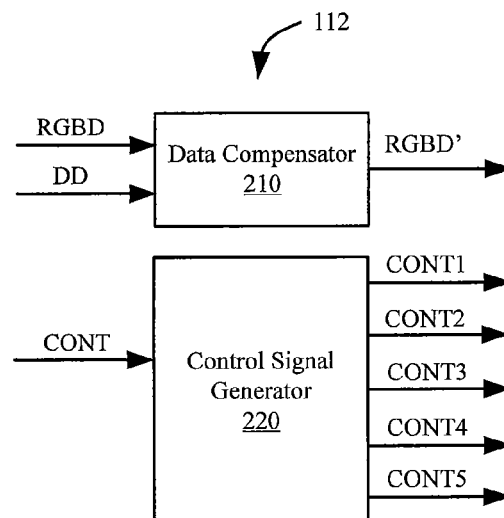 112
RGBD
DD
Data Compensator
210
RGBD'
CONT
Control Signal
Generator
220
CONT1
CONT2
CONT3
CONT4
CONT5